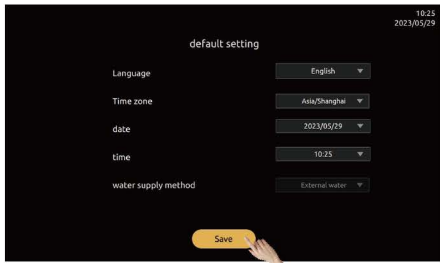 10:25
2023/05/29
default setting
Language
English
Time zone
Asia/Shanghai
date
2023/05/29
time
10:25
water supply method
External water
Save